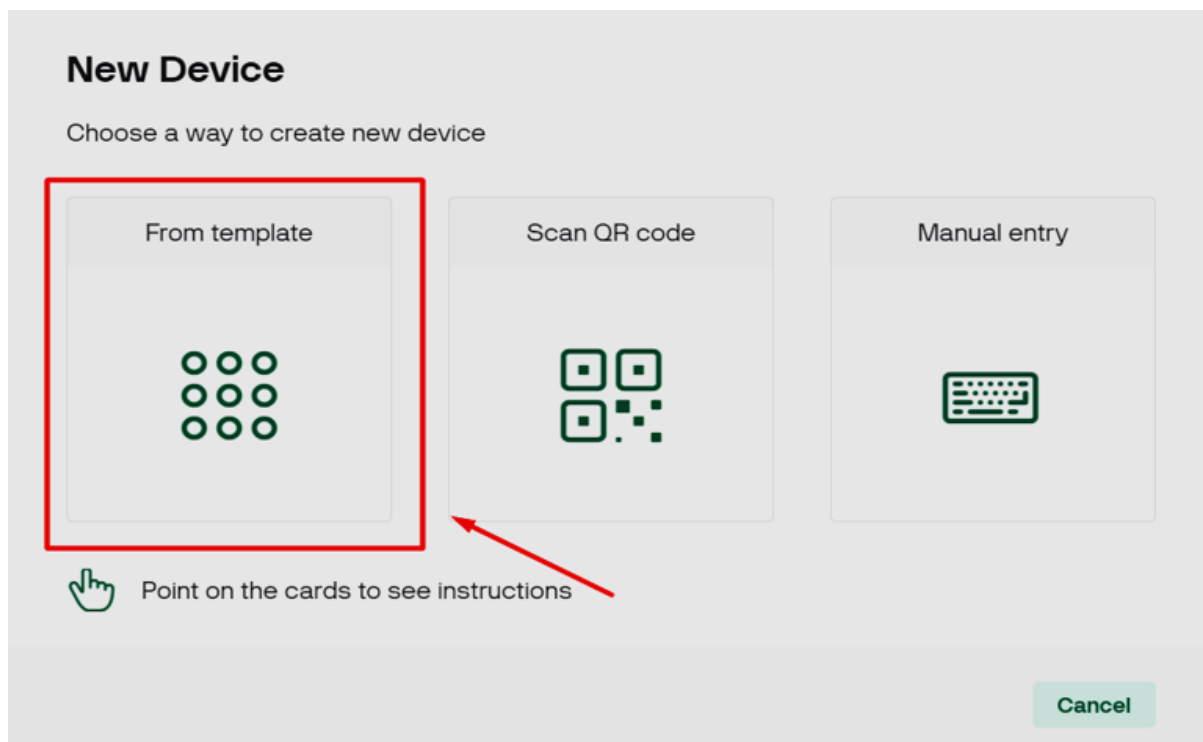 New Device
Choose a way to create new device
From template
Scan QR code
Manual entry
Point on the cards to see instructions
Cancel